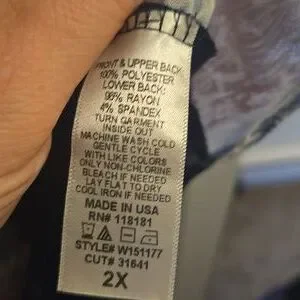 FRONT & UPPER BACK
100% POLYESTER
LOWER BACK:
96% RAYON
4% SPANDEX
TURN GARMENT
INSIDE OUT
MACHINE WASH COLD
GENTLE CYCLE
WITH LIKE COLORS
ONLY NON-CHLORINE
BLEACH IF NEEDED
LAY FLAT TO DRY
COOL IRON IF NEEDED
MADE IN USA
RN# 118181
STYLE# W151177
CUT# 31641
2X